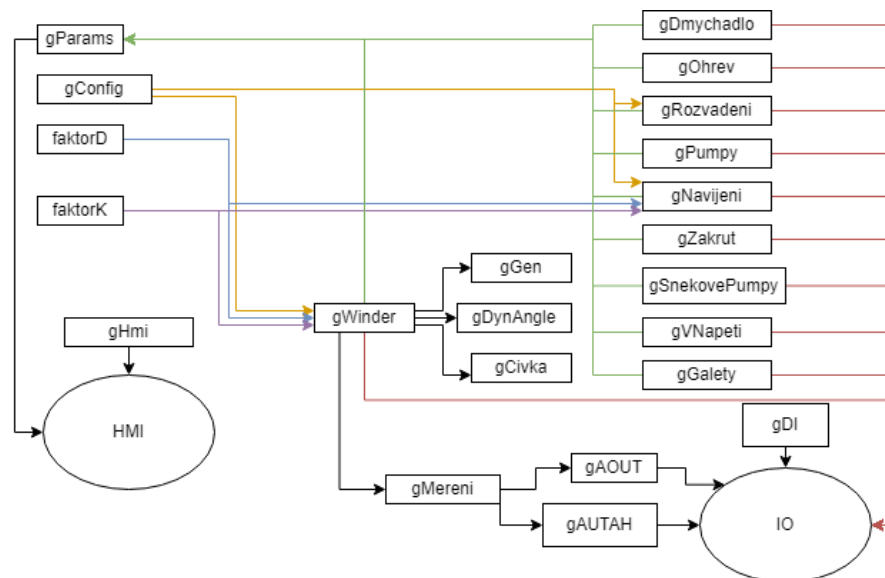 gParams
gConfig
faktorD
faktorK
gHmi
HMI
gWinder
gGen
gDynAngle
gCivka
gMereni
gAOUT
gAUTAH
gDmychadlo
gOhrev
gRozvadeni
gPumpy
gNavijeni
gZakrut
gSnekovePumpy
gVNapeti
gGalety
gDI
IO